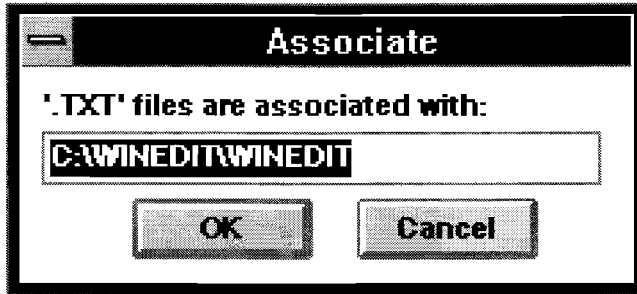 Associate
'.TXT' files are associated with:
C:\WINEDIT\WINEDIT
OK Cancel